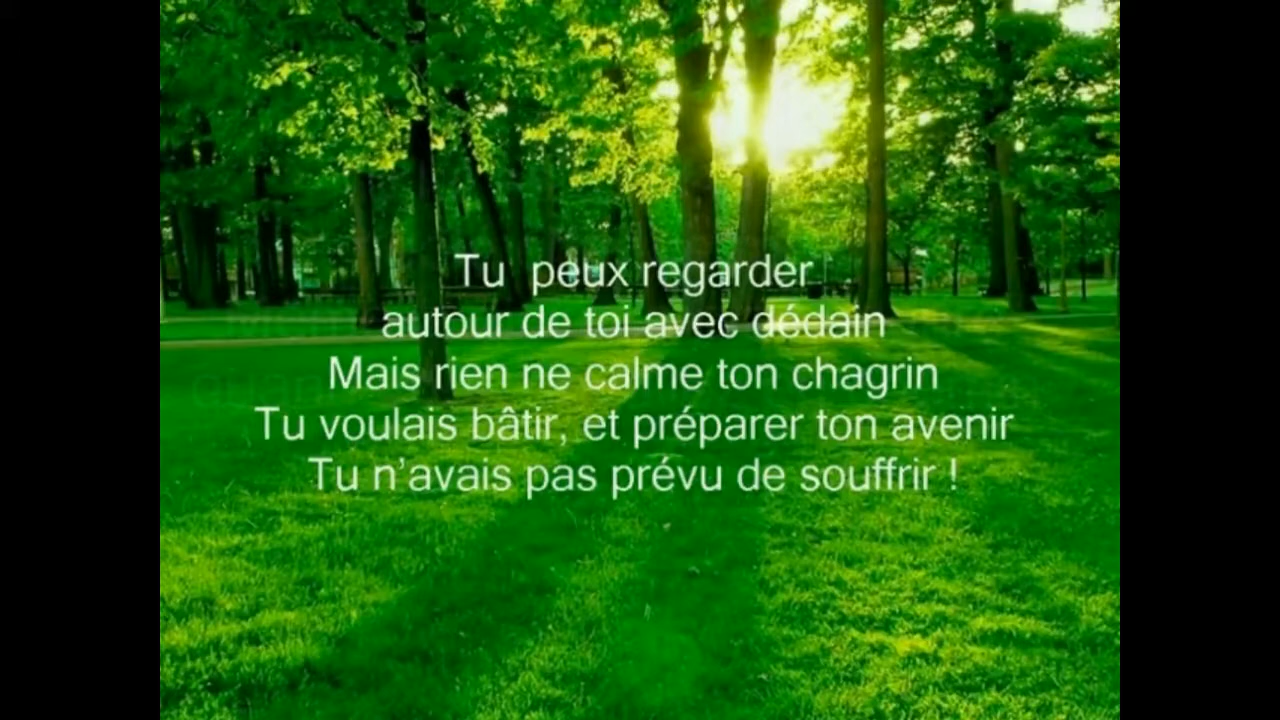 Tu  peux regarder
autour de toi avec dédain
Mais rien ne calme ton chagrin
Tu voulais bâtir, et préparer ton avenir
Tu n’avais pas prévu de souffrir !